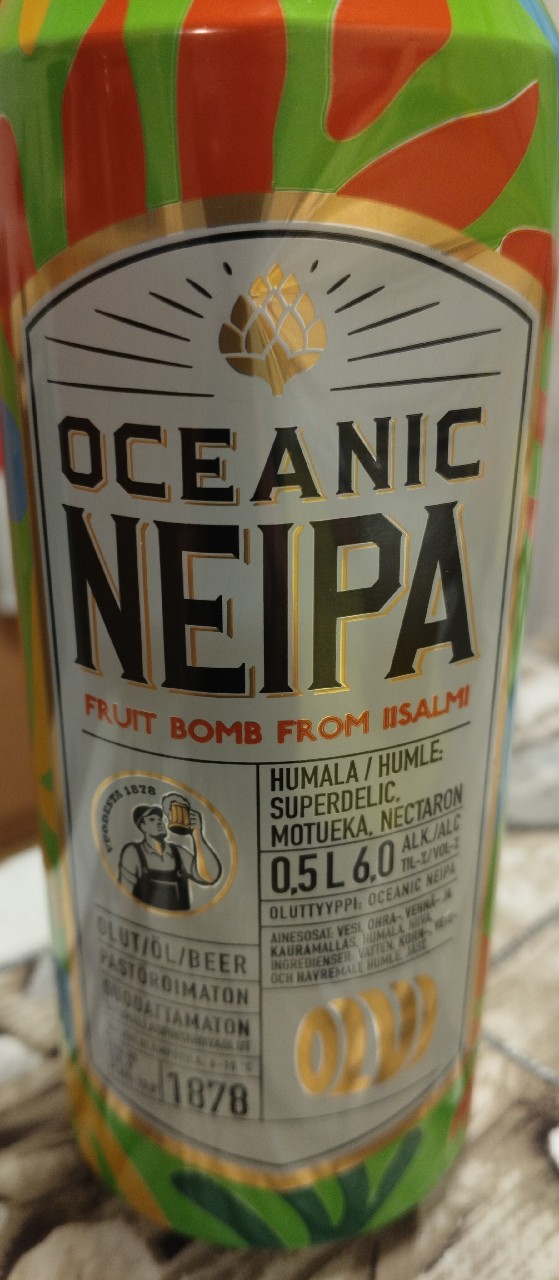 OCEANIC
NEIPA
FRUIT BOMB FROM IISALMI
VUODESTA 1878
OLUT/ÖL/BEER
PASTÖROIMATON
SUODATTAMATON
1878
HUMALA / HUMLE:
SUPERDELIC,
MOTUEKA, NECTARON
0,5 L 6,0 ALK./ALC
TIL-%/VOL-%
OLUTTYYPPI: OCEANIC NEIPA
AINESOSAT: VESI, OHRA-, VEHNÄ- JA
KAURAMALLAS, HUMALA, HIIVA.
INGREDIENSER: VATTEN, KORN-, VETE-
OCH HAVREMALT, HUMLE, JÄST.
OLVI